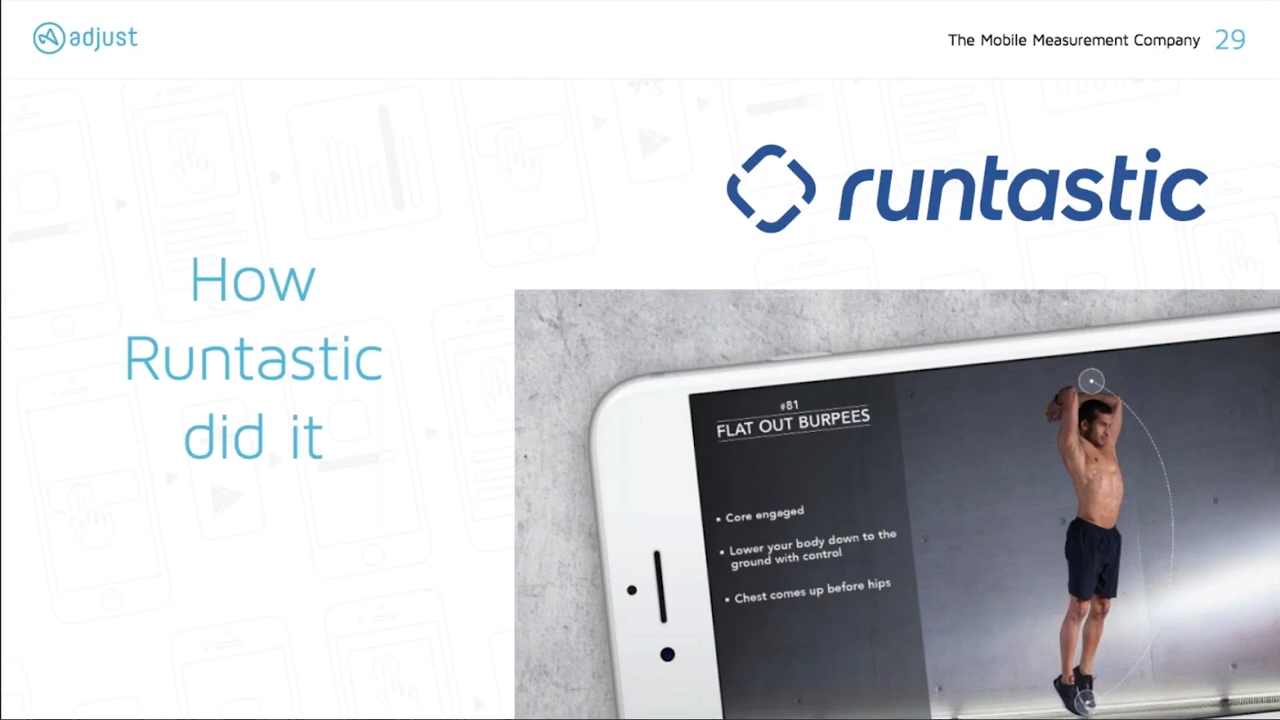 adjust
The Mobile Measurement Company 29
runtastic
How
Runtastic
did it
#81
FLAT OUT BURPEES
▪ Core engaged
▪ Lower your body down to the
ground with control
▪ Chest comes up before hips